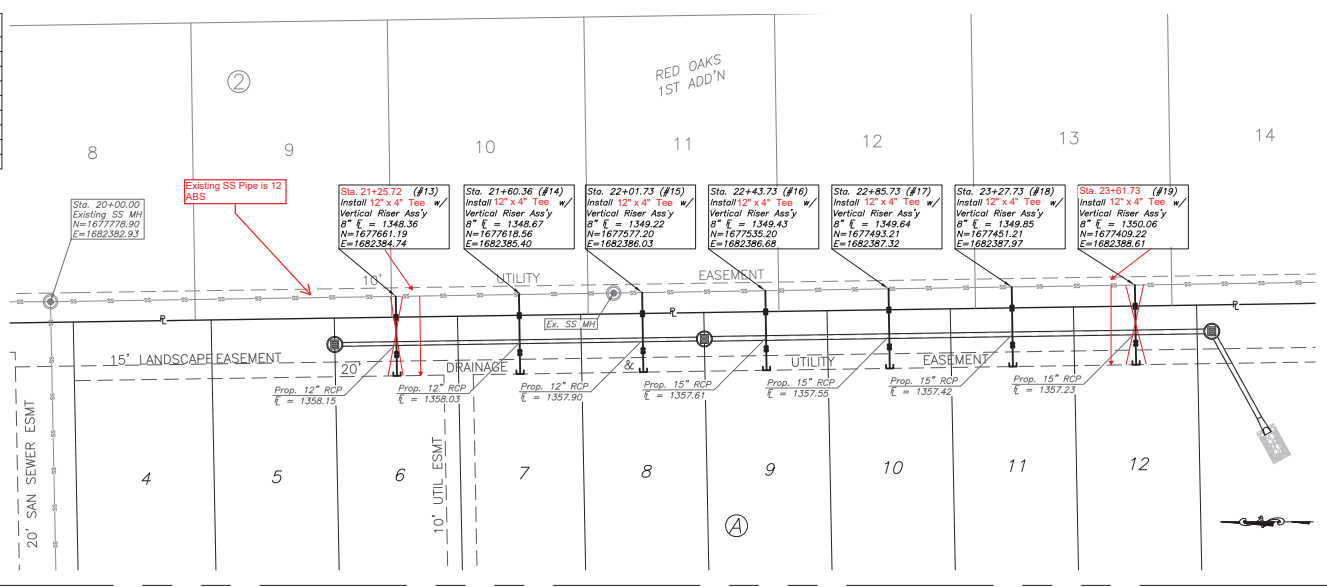 RED OAKS
1ST ADD'N
2
8
9
10
11
12
13
14
Existing SS Pipe is 12
ABS
Sta. 20+00.00
Existing SS MH
N=1677778.90
E=1682382.93
Sta. 21+25.72 (#13)
Install 12" x 4" Tee w/
Vertical Riser Ass'y
8" ℄ = 1348.36
N=1677661.19
E=1682384.74
Sta. 21+60.36 (#14)
Install 12" x 4" Tee w/
Vertical Riser Ass'y
8" ℄ = 1348.67
N=1677618.56
E=1682385.40
Sta. 22+01.73 (#15)
Install 12" x 4" Tee w/
Vertical Riser Ass'y
8" ℄ = 1349.22
N=1677577.20
E=1682386.03
Sta. 22+43.73 (#16)
Install 12" x 4" Tee w/
Vertical Riser Ass'y
8" ℄ = 1349.43
N=1677535.20
E=1682386.68
Sta. 22+85.73 (#17)
Install 12" x 4" Tee w/
Vertical Riser Ass'y
8" ℄ = 1349.64
N=1677493.21
E=1682387.32
Sta. 23+27.73 (#18)
Install 12" x 4" Tee w/
Vertical Riser Ass'y
8" ℄ = 1349.85
N=1677451.21
E=1682387.97
Sta. 23+61.73 (#19)
Install 12" x 4" Tee w/
Vertical Riser Ass'y
8" ℄ = 1350.06
N=1677409.22
E=1682388.61
10' UTILITY EASEMENT
Ex. SS MH
15' LANDSCAPE EASEMENT
20' DRAINAGE & UTILITY EASEMENT
Prop. 12" RCP
℄ = 1358.15
Prop. 12" RCP
℄ = 1358.03
Prop. 12" RCP
℄ = 1357.90
Prop. 15" RCP
℄ = 1357.61
Prop. 15" RCP
℄ = 1357.55
Prop. 15" RCP
℄ = 1357.42
Prop. 15" RCP
℄ = 1357.23
20' SAN SEWER ESMT
10' UTIL ESMT
4
5
6
7
8
9
10
11
12
A